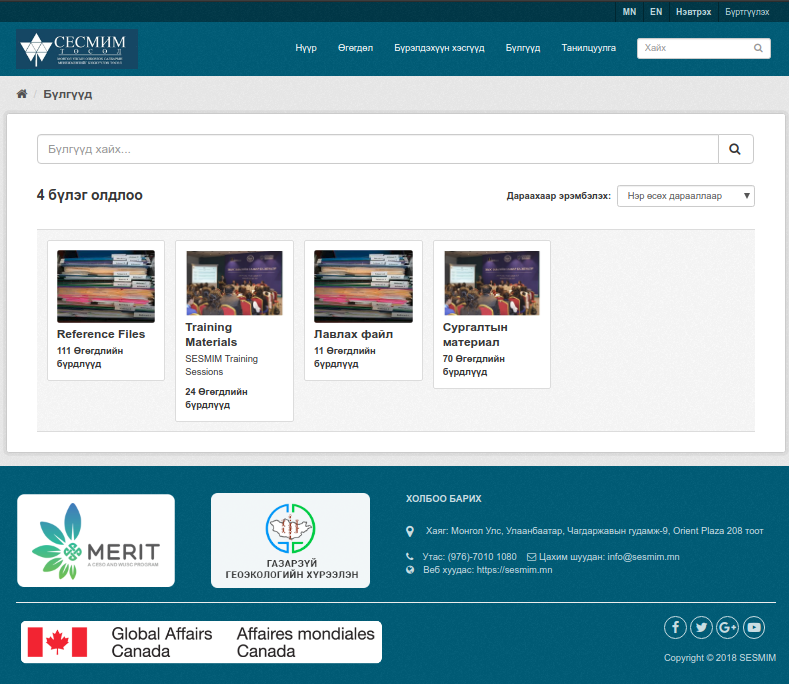 MN EN Нэвтрэх Бүртгүүлэх
СЕСМИМ
ТӨСӨЛ
Нүүр Өгөгдөл Бүрэлдэхүүн хэсгүүд Бүлгүүд Танилцуулга Хайх
/ Бүлгүүд
Бүлгүүд хайх...
4 бүлэг олдлоо
Дараахаар эрэмбэлэх: Нэр өсөх дарааллаар
Reference Files
111 Өгөгдлийн
бүрдлүүд
Training
Materials
SESMIM Training
Sessions
24 Өгөгдлийн
бүрдлүүд
Лавлах файл
11 Өгөгдлийн
бүрдлүүд
Сургалтын
материал
70 Өгөгдлийн
бүрдлүүд
MERIT
A CESO AND WUSC PROGRAM
ГАЗАРЗҮЙ
ГЕОЭКОЛОГИЙН ХҮРЭЭЛЭН
ХОЛБОО БАРИХ
Хаяг: Монгол Улс, Улаанбаатар, Чагдаржавын гудамж-9, Orient Plaza 208 тоот
Утас: (976)-7010 1080 Цахим шуудан: info@sesmim.mn
Веб хуудас: https://sesmim.mn
Global Affairs
Canada
Affaires mondiales
Canada
Copyright © 2018 SESMIM